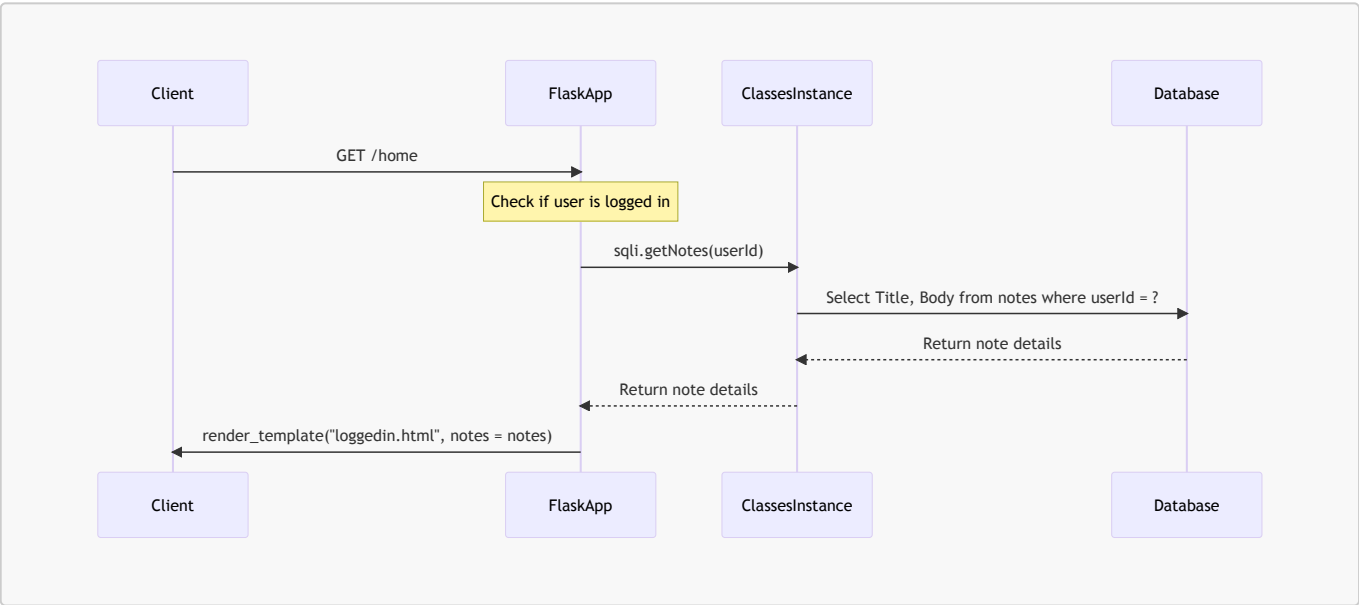 Client FlaskApp ClassesInstance Database
GET /home
Check if user is logged in
sqli.getNotes(userId)
Select Title, Body from notes where userId = ?
Return note details
Return note details
render_template("loggedin.html", notes = notes)
Client FlaskApp ClassesInstance Database